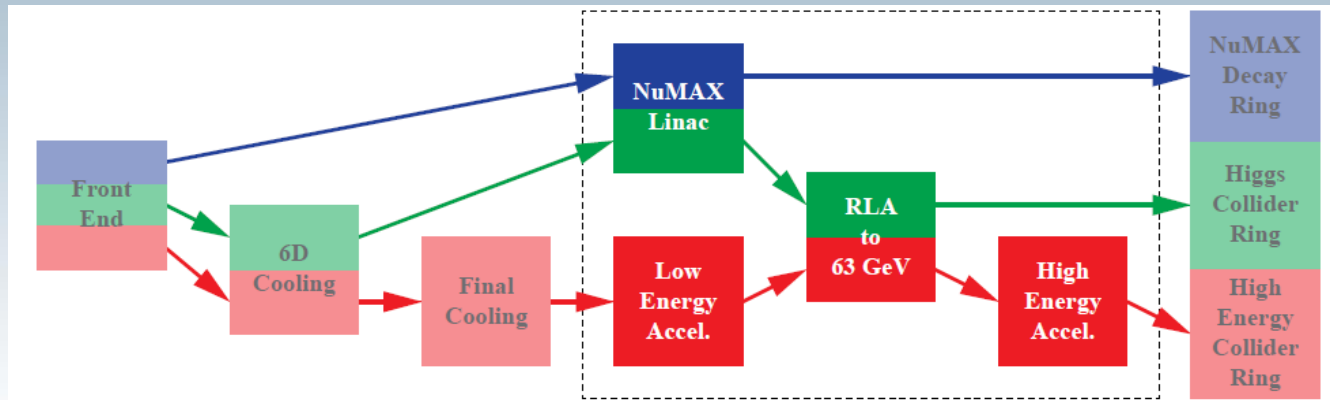 Front
End
6D
Cooling
Final
Cooling
NuMAX
Linac
Low
Energy
Accel.
RLA
to
63 GeV
High
Energy
Accel.
NuMAX
Decay
Ring
Higgs
Collider
Ring
High
Energy
Collider
Ring